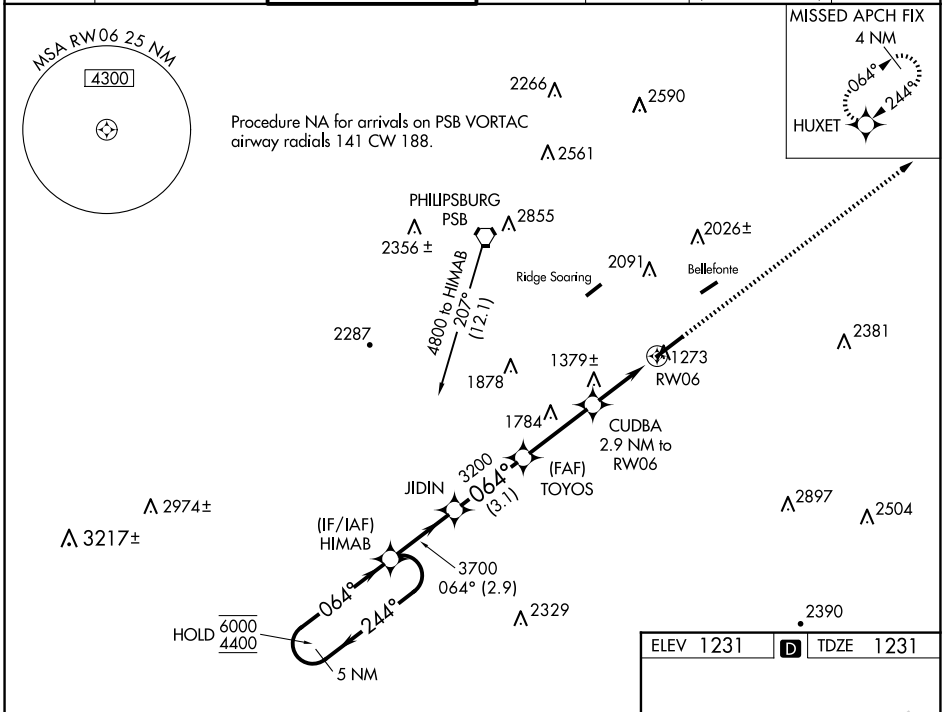 MISSED APCH FIX
4 NM
064°
244°
HUXET
MSA RW06 25 NM
4300
Procedure NA for arrivals on PSB VORTAC
airway radials 141 CW 188.
2266
2590
2561
PHILIPSBURG
PSB
2855
2356 ±
2026±
Ridge Soaring
2091
Bellefonte
4800 to HIMAB
207°
(12.1)
2287
2381
1379±
1273
RW06
1878
1784
CUDBA
2.9 NM to
RW06
3200
064°
(3.1)
(FAF)
TOYOS
JIDIN
2974±
3217±
2897
2504
(IF/IAF)
HIMAB
3700
064° (2.9)
064°
244°
HOLD
6000
4400
5 NM
2329
2390
ELEV 1231
D
TDZE 1231